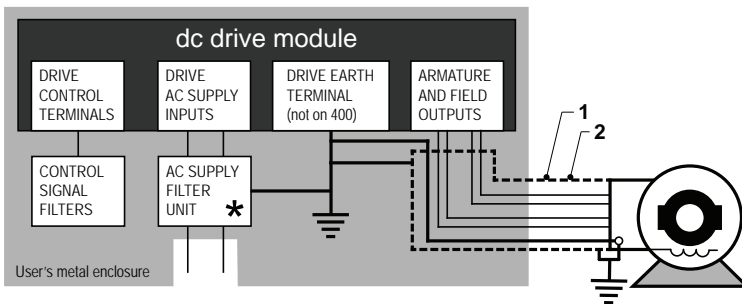 dc drive module
DRIVE
CONTROL
TERMINALS
DRIVE
AC SUPPLY
INPUTS
DRIVE EARTH
TERMINAL
(not on 400)
ARMATURE
AND FIELD
OUTPUTS
1
2
CONTROL
SIGNAL
FILTERS
AC SUPPLY
FILTER
UNIT *
User's metal enclosure